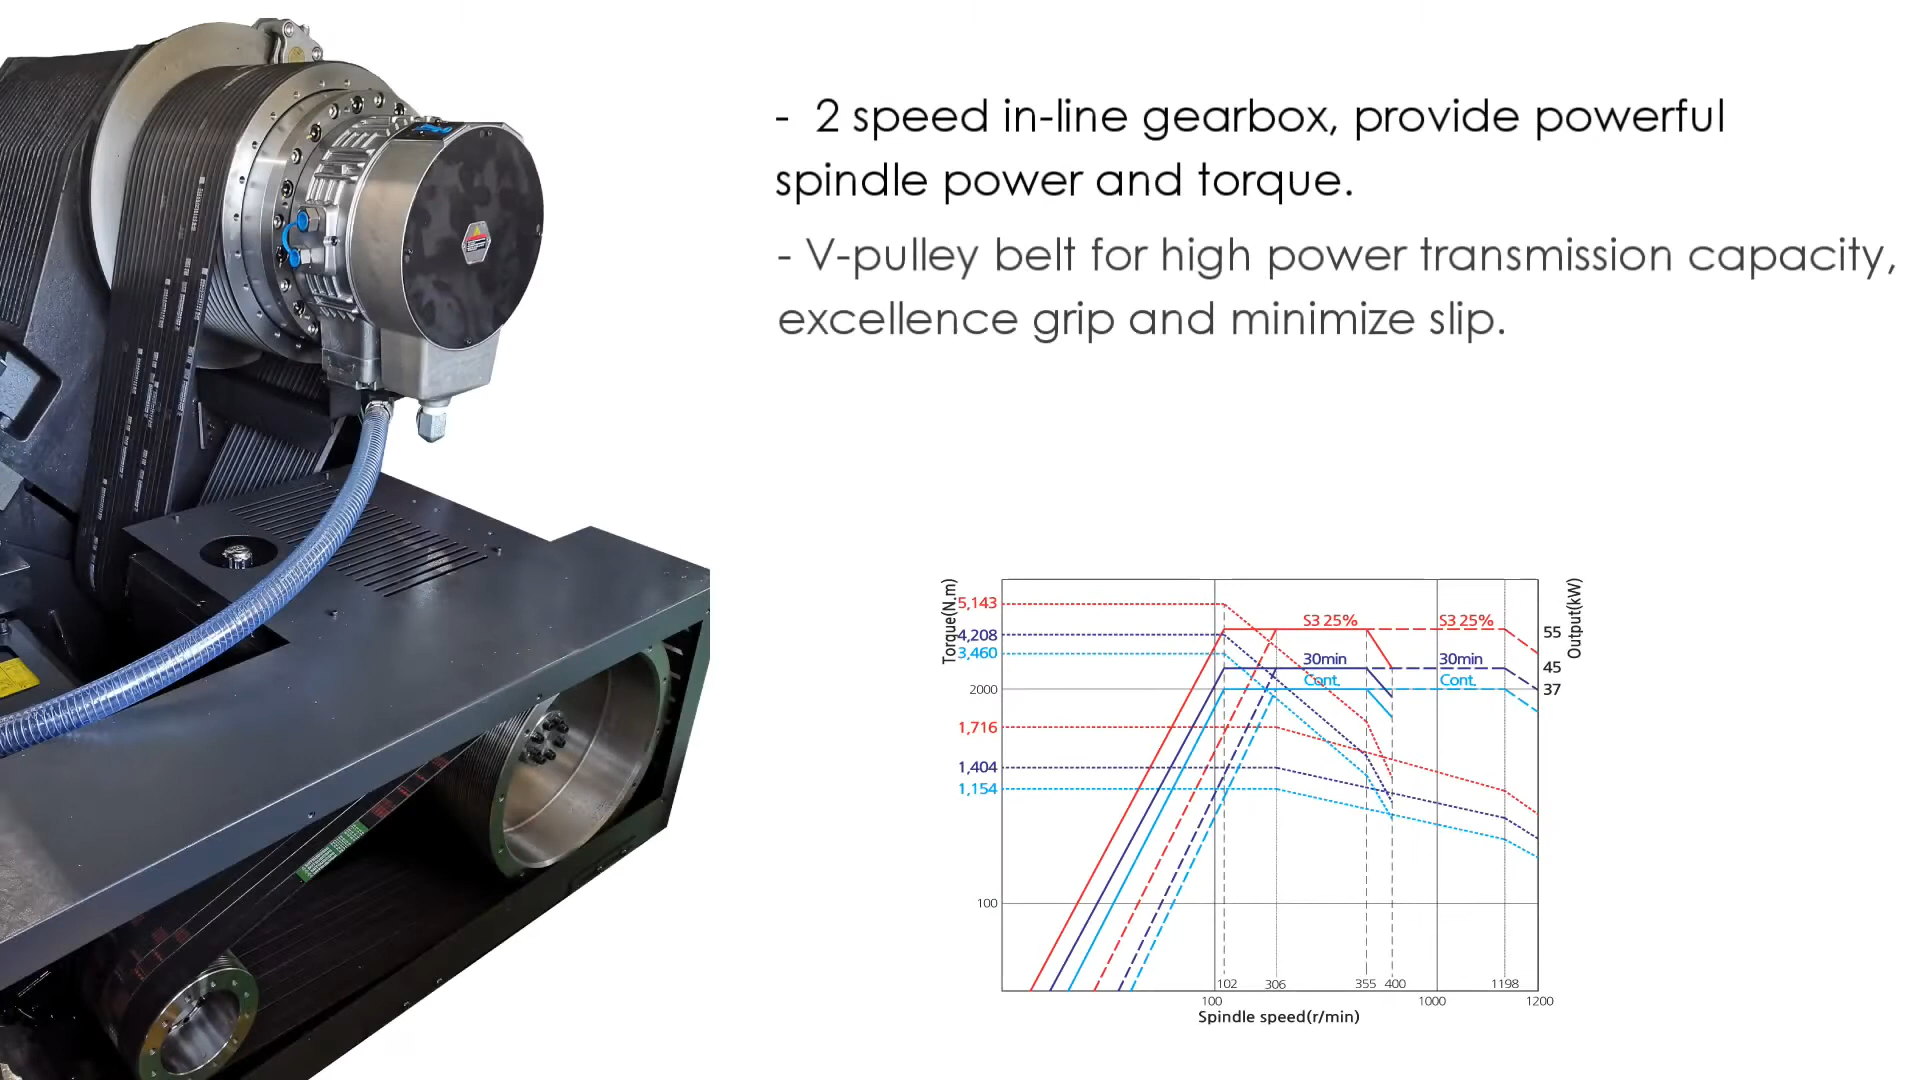 - 2 speed in-line gearbox, provide powerful
spindle power and torque.
- V-pulley belt for high power transmission capacity,
excellence grip and minimize slip.
Torque(N.m)
5,143
4,208
3,460
2000
1,716
1,404
1,154
100
S3 25%
S3 25%
30min
30min
Cont.
Cont.
55
45
37
Output(kW)
102
306
355
400
1198
100
1000
1200
Spindle speed(r/min)